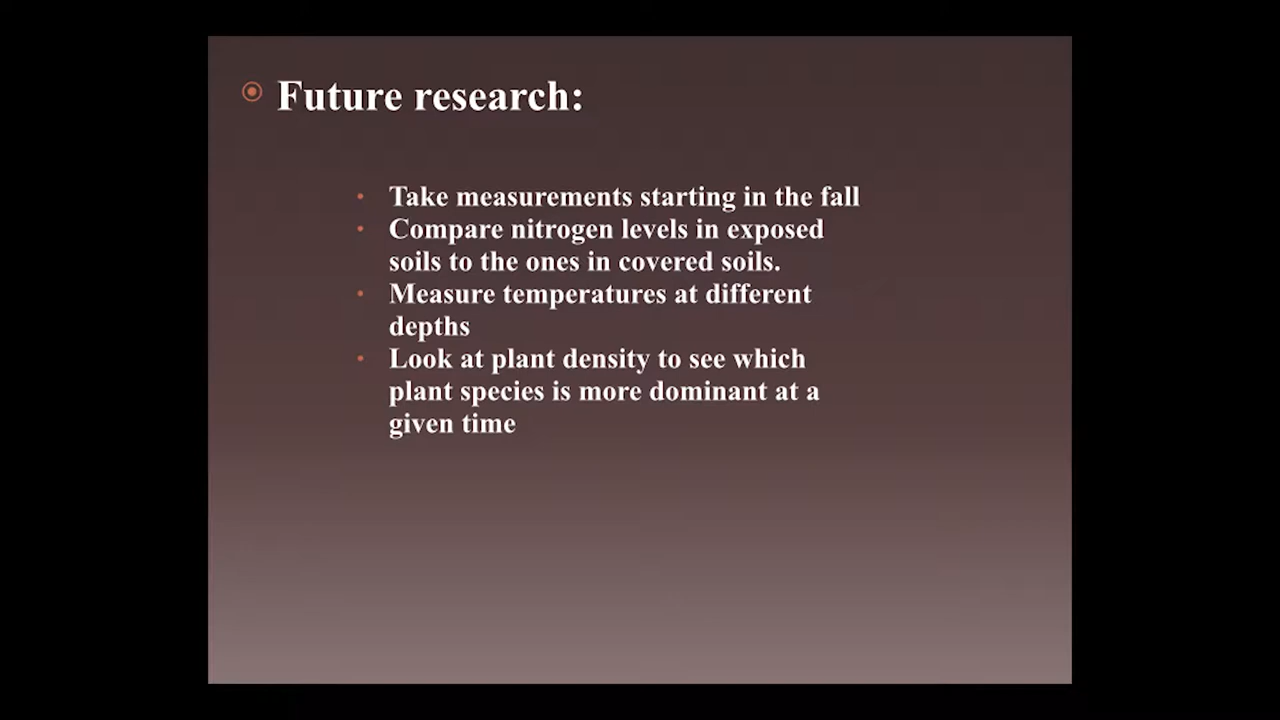 Future research:
Take measurements starting in the fall
Compare nitrogen levels in exposed
soils to the ones in covered soils.
Measure temperatures at different
depths
Look at plant density to see which
plant species is more dominant at a
given time